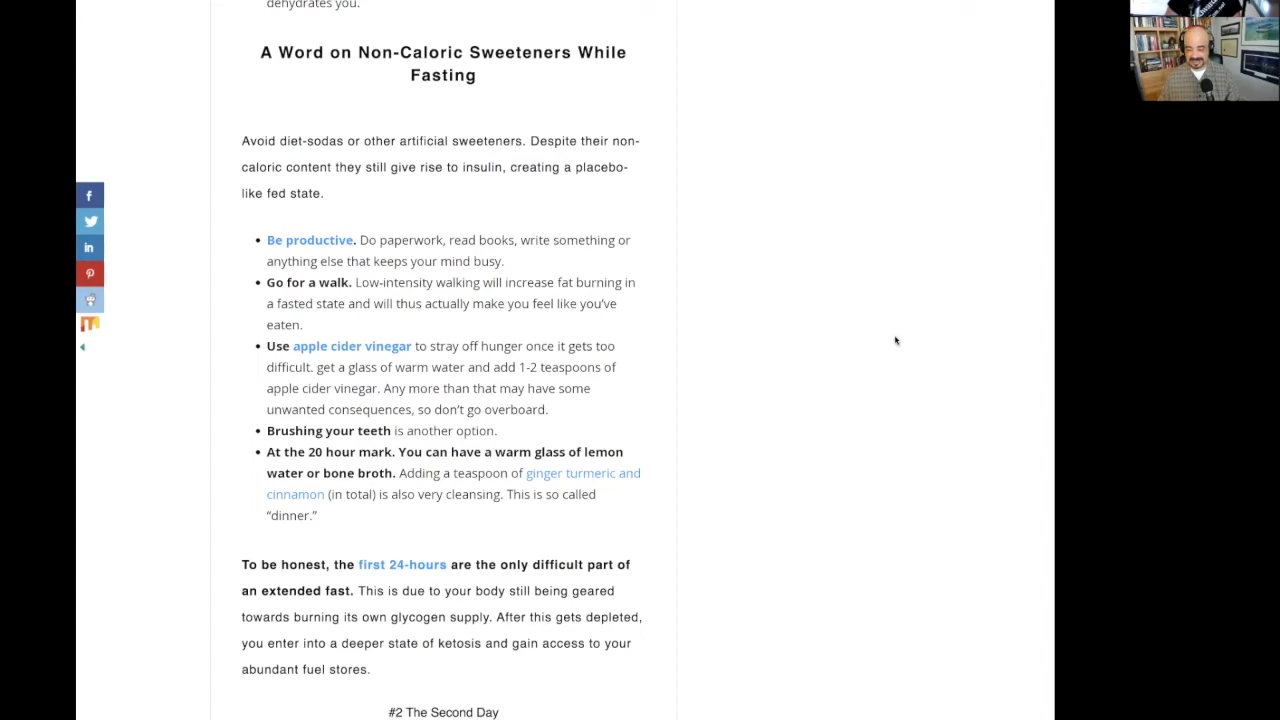 dehydrates you.
A Word on Non-Caloric Sweeteners While
Fasting
Avoid diet-sodas or other artificial sweeteners. Despite their non-
caloric content they still give rise to insulin, creating a placebo-
like fed state.
• Be productive. Do paperwork, read books, write something or
anything else that keeps your mind busy.
• Go for a walk. Low-intensity walking will increase fat burning in
a fasted state and will thus actually make you feel like you’ve
eaten.
• Use apple cider vinegar to stray off hunger once it gets too
difficult. get a glass of warm water and add 1-2 teaspoons of
apple cider vinegar. Any more than that may have some
unwanted consequences, so don’t go overboard.
• Brushing your teeth is another option.
• At the 20 hour mark. You can have a warm glass of lemon
water or bone broth. Adding a teaspoon of ginger turmeric and
cinnamon (in total) is also very cleansing. This is so called
“dinner.”
To be honest, the first 24-hours are the only difficult part of
an extended fast. This is due to your body still being geared
towards burning its own glycogen supply. After this gets depleted,
you enter into a deeper state of ketosis and gain access to your
abundant fuel stores.
#2 The Second Day